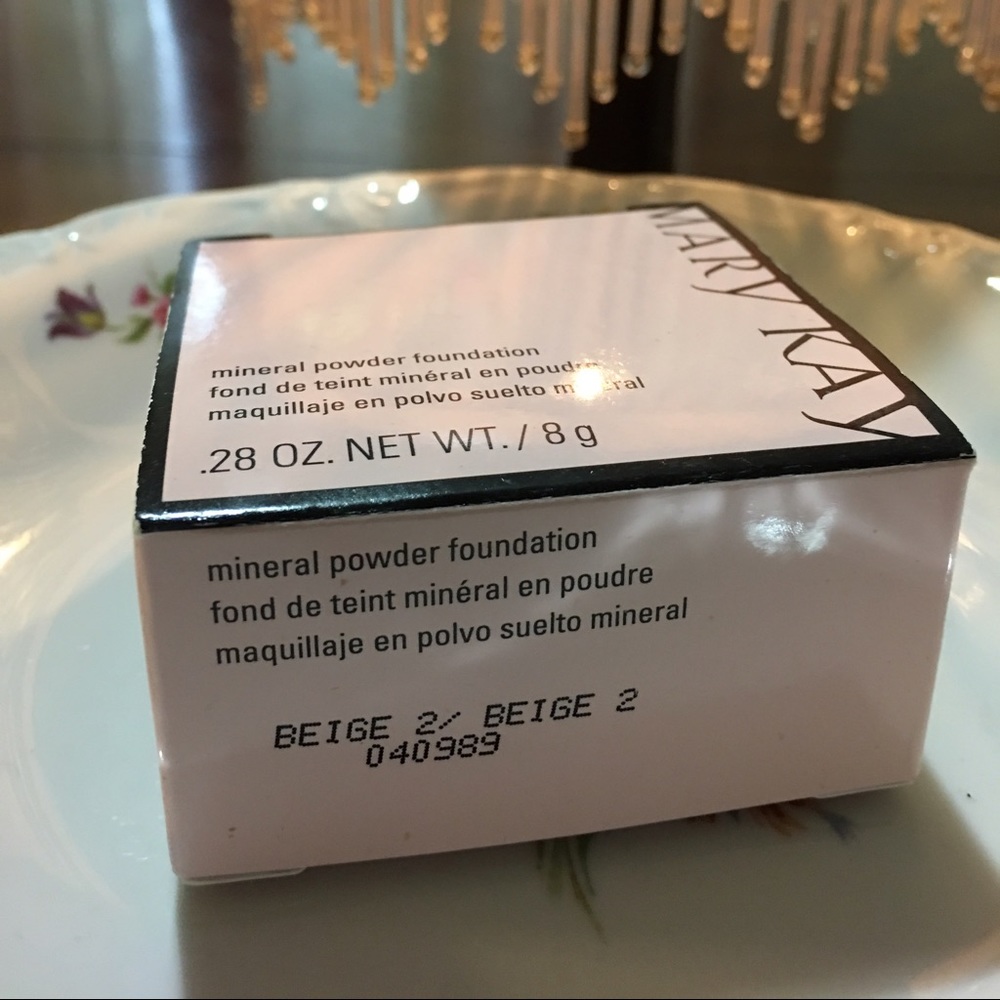 MARY KAY
mineral powder foundation
fond de teint minéral en poudre
maquillaje en polvo suelto mineral
.28 OZ. NET WT. / 8 g
mineral powder foundation
fond de teint minéral en poudre
maquillaje en polvo suelto mineral
BEIGE 2/ BEIGE 2
040989